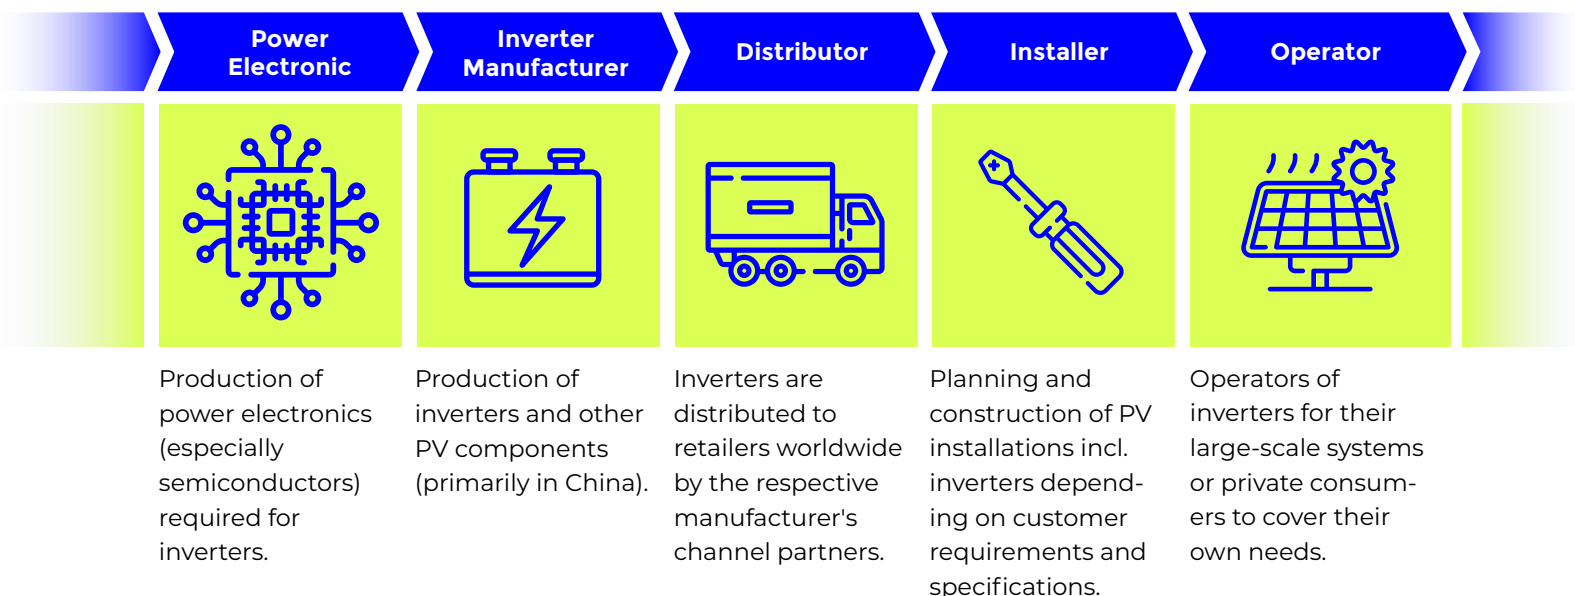 Power
Electronic
Inverter
Manufacturer
Distributor
Installer
Operator
Production of
power electronics
(especially
semiconductors)
required for
inverters.
Production of
inverters and other
PV components
(primarily in China).
Inverters are
distributed to
retailers worldwide
by the respective
manufacturer's
channel partners.
Planning and
construction of PV
installations incl.
inverters depend-
ing on customer
requirements and
specifications.
Operators of
inverters for their
large-scale systems
or private consum-
ers to cover their
own needs.